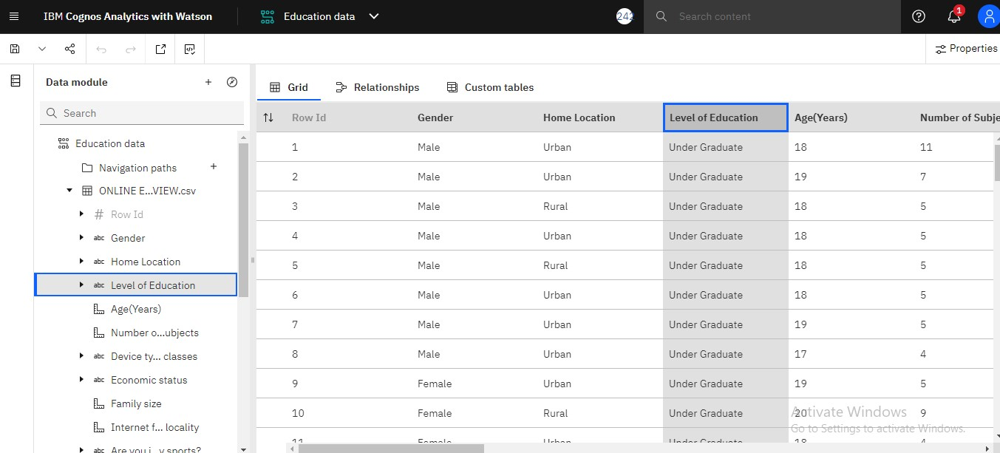 IBM Cognos Analytics with Watson
Education data
242
Search content
1
Properties
Data module
Search
Education data
Navigation paths
ONLINE E...VIEW.csv
Row Id
abc Gender
abc Home Location
abc Level of Education
Age(Years)
Number o...ubjects
abc Device ty... classes
abc Economic status
Family size
Internet f... locality
abc Are you i...y sports?
Grid Relationships Custom tables
Row Id Gender Home Location Level of Education Age(Years) Number of Subje
1 Male Urban Under Graduate 18 11
2 Male Urban Under Graduate 19 7
3 Male Rural Under Graduate 18 5
4 Male Urban Under Graduate 18 5
5 Male Rural Under Graduate 18 5
6 Male Urban Under Graduate 18 5
7 Male Urban Under Graduate 19 5
8 Male Urban Under Graduate 17 4
9 Female Urban Under Graduate 19 5
10 Female Rural Under Graduate 20 9
11 Female Urban Under Graduate 18 4
Activate Windows
Go to Settings to activate Windows.